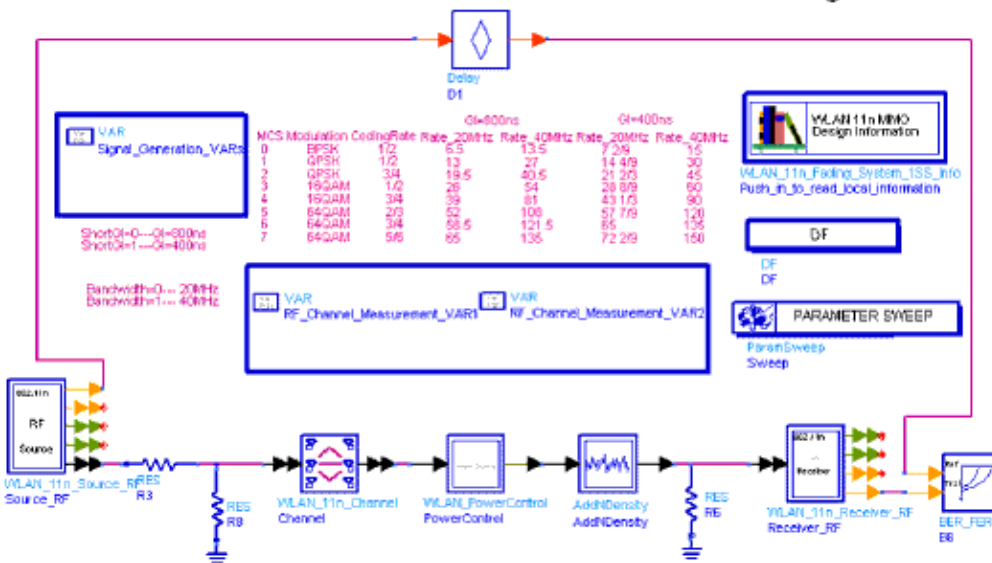 Delay
D1
VAR
Signal_Generation_VARs
GI=800ns GI=400ns
MCS Modulation CodingRate Rate_20MHz Rate_40MHz Rate_20MHz Rate_40MHz
0 BPSK 1/2 6.5 13.5 7 2/9 15
1 QPSK 1/2 13 27 14 4/9 30
2 QPSK 3/4 19.5 40.5 21 2/3 45
3 16QAM 1/2 26 54 28 8/9 60
4 16QAM 3/4 39 81 43 1/3 90
5 64QAM 2/3 52 108 57 7/9 120
6 64QAM 3/4 58.5 121.5 65 135
7 64QAM 5/6 65 135 72 2/9 150
WLAN 11n MIMO
Design Information
WLAN_11n_Fading_System_1SS_Info
Push_in_to_read_local_information
ShortGI=0---GI=800ns
ShortGI=1---GI=400ns
Bandwidth=0--- 20MHz
Bandwidth=1--- 40MHz
DF
DF
DF
VAR
RF_Channel_Measurement_VAR1
VAR
RF_Channel_Measurement_VAR2
PARAMETER SWEEP
ParamSweep
Sweep
802.11n
RF
Source
WLAN_11n_Source_RF
Source_RF
RES
R3
RES
R8
WLAN_11n_Channel
Channel
WLAN_PowerControl
PowerControl
AddNDensity
AddNDensity
RES
R6
802.11n
Receiver
WLAN_11n_Receiver_RF
Receiver_RF
Ref
Test
BER_FER
B6